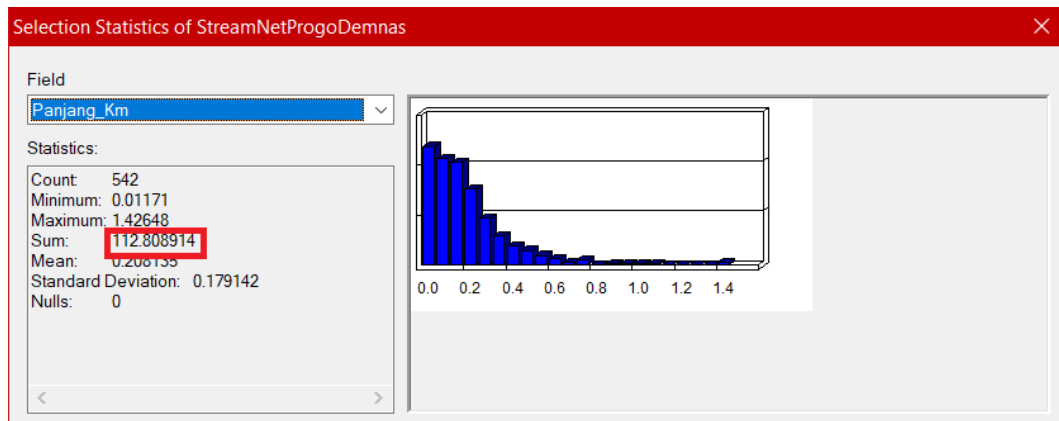 Selection Statistics of StreamNetProgoDemnas
Field
Panjang_Km
Statistics:
Count: 542
Minimum: 0.01171
Maximum: 1.42648
Sum: 112.808914
Mean: 0.208135
Standard Deviation: 0.179142
Nulls: 0
0.0 0.2 0.4 0.6 0.8 1.0 1.2 1.4